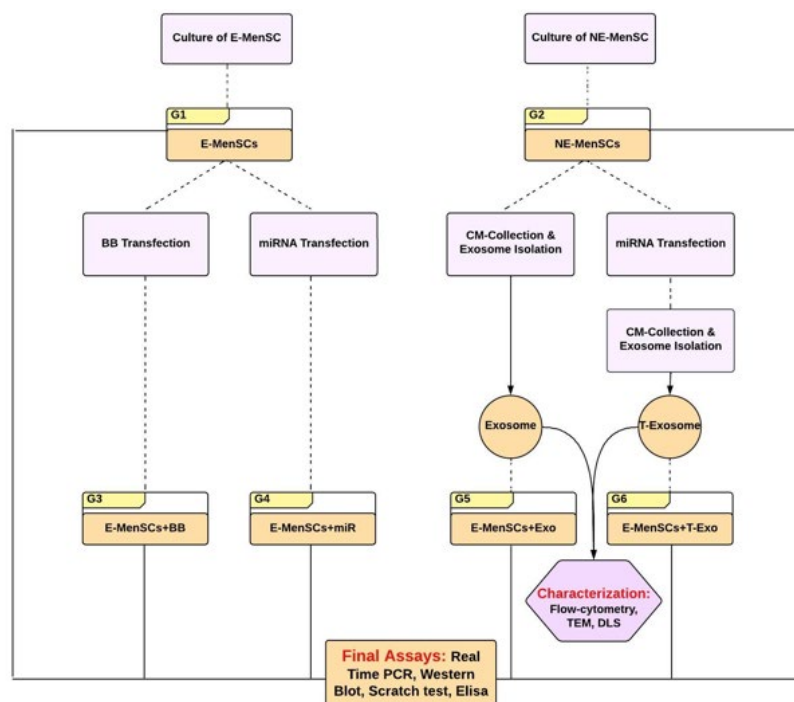 Culture of E-MenSC
Culture of NE-MenSC
G1
E-MenSCs
G2
NE-MenSCs
BB Transfection
miRNA Transfection
CM-Collection &
Exosome Isolation
miRNA Transfection
CM-Collection &
Exosome Isolation
Exosome
T-Exosome
G3
E-MenSCs+BB
G4
E-MenSCs+miR
G5
E-MenSCs+Exo
G6
E-MenSCs+T-Exo
Characterization:
Flow-cytometry,
TEM, DLS
Final Assays: Real
Time PCR, Western
Blot, Scratch test, Elisa